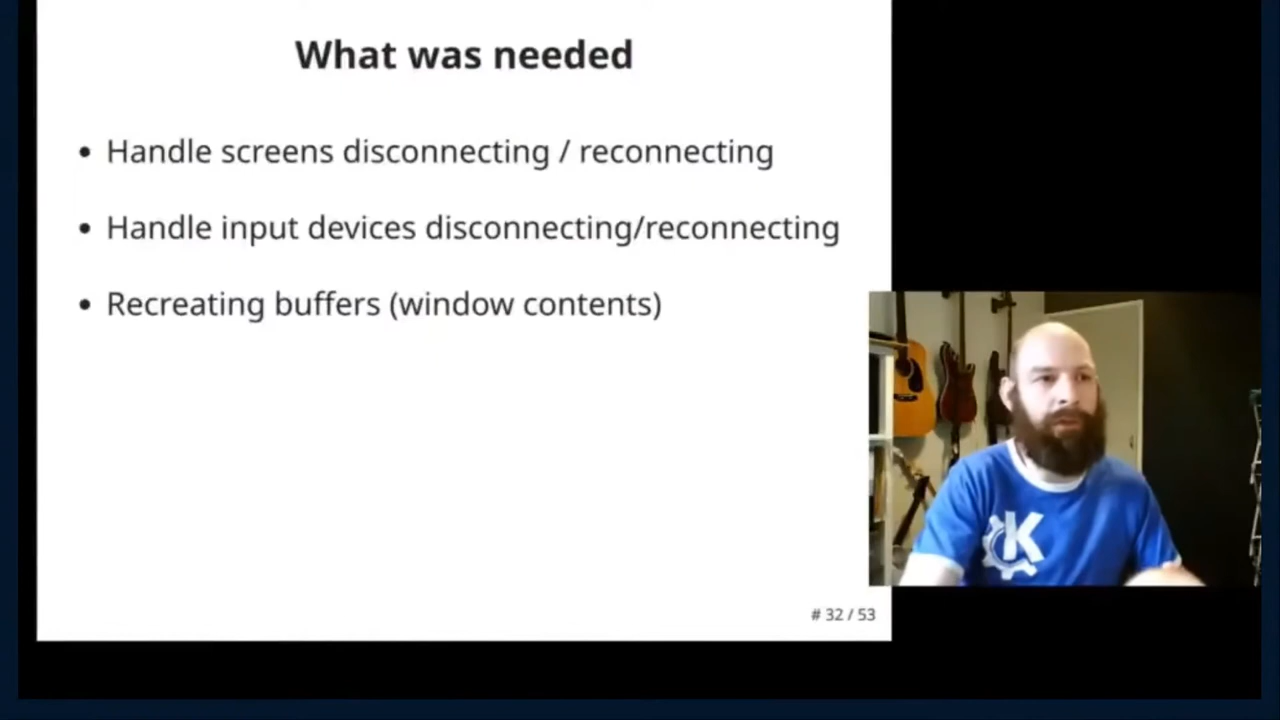 What was needed
• Handle screens disconnecting / reconnecting
• Handle input devices disconnecting/reconnecting
• Recreating buffers (window contents)
# 32 / 53
K